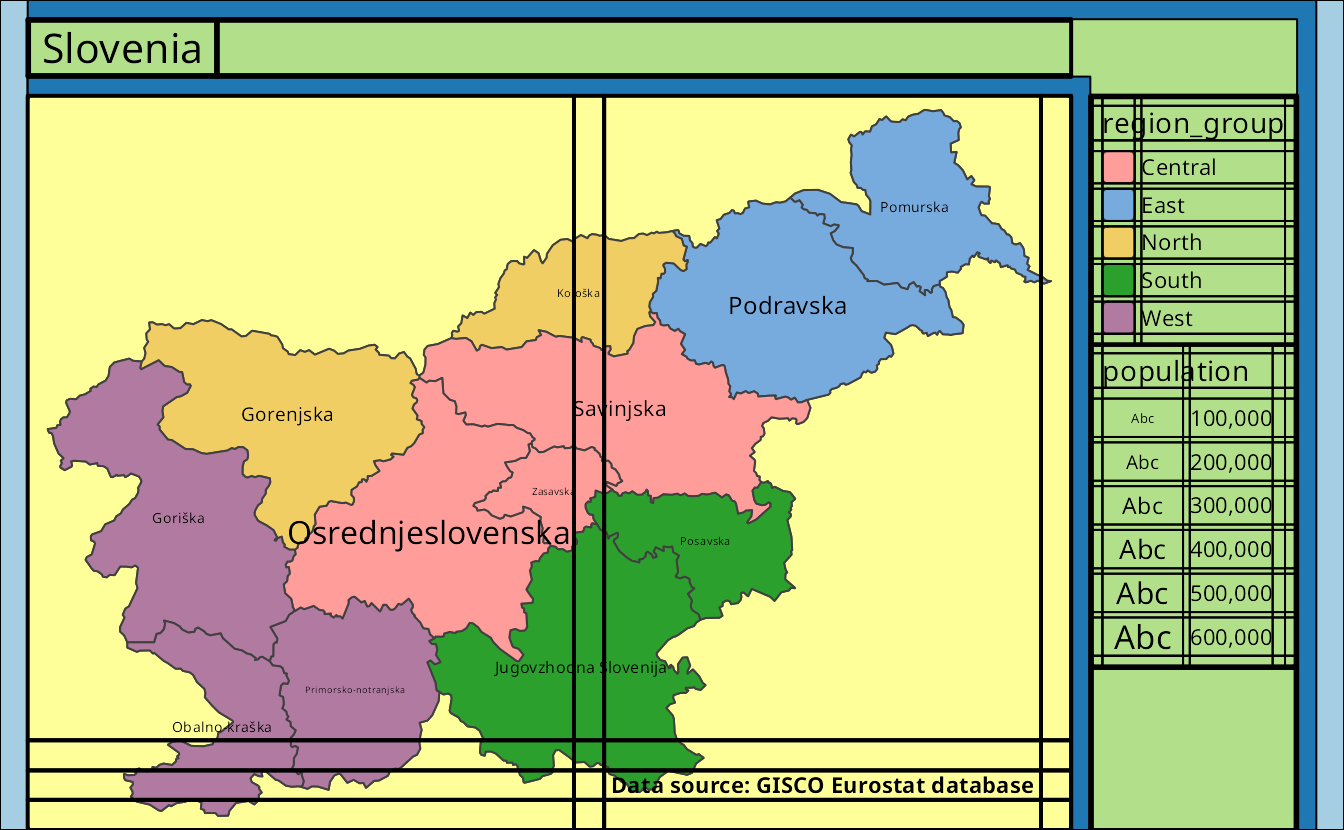 Slovenia
region_group
Central
East
North
South
West
population
Abc 100,000
Abc 200,000
Abc 300,000
Abc 400,000
Abc 500,000
Abc 600,000
Pomurska
Koroška
Podravska
Gorenjska
Savinjska
Zasavska
Goriška
Osrednjeslovenska
Posavska
Jugovzhodna Slovenija
Primorsko-notranjska
Obalno-kraška
Data source: GISCO Eurostat database